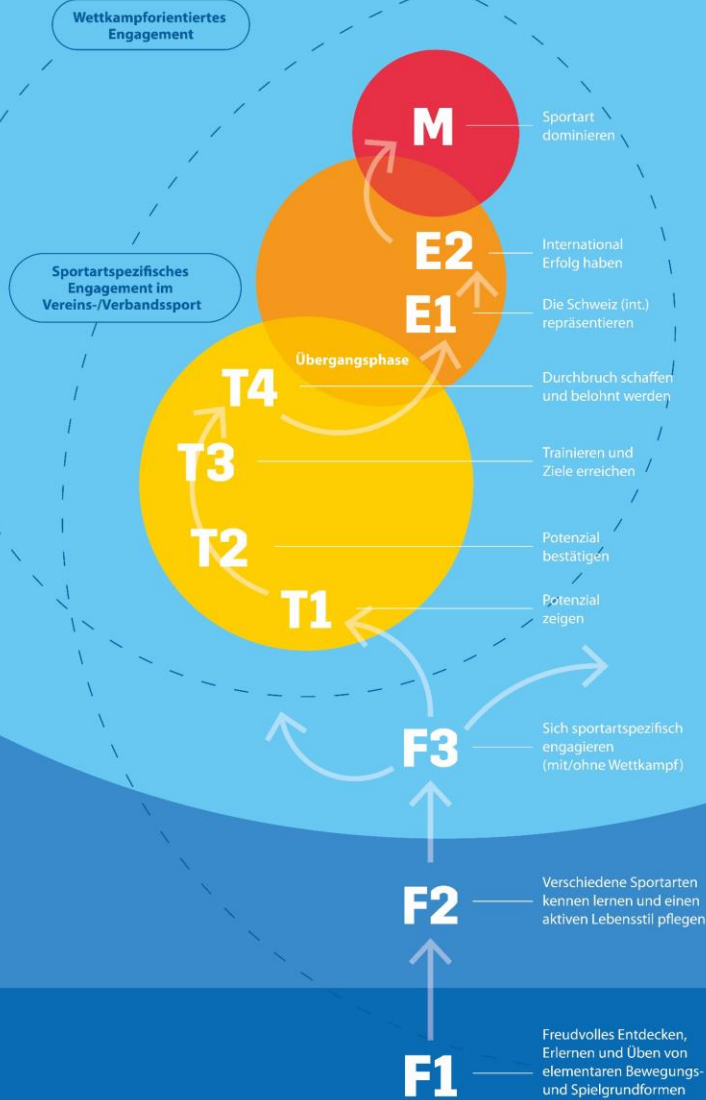 Wettkampforientiertes
Engagement
M
Sportart
dominieren
E2
International
Erfolg haben
Sportartspezifisches
Engagement im
Vereins-/Verbandssport
E1
Die Schweiz (int.)
repräsentieren
Übergangsphase
T4
Durchbruch schaffen
und belohnt werden
T3
Trainieren und
Ziele erreichen
T2
Potenzial
bestätigen
T1
Potenzial
zeigen
F3
Sich sportartspezifisch
engagieren
(mit/ohne Wettkampf)
F2
Verschiedene Sportarten
kennen lernen und einen
aktiven Lebensstil pflegen
F1
Freudvolles Entdecken,
Erlernen und Üben von
elementaren Bewegungs-
und Spielgrundformen